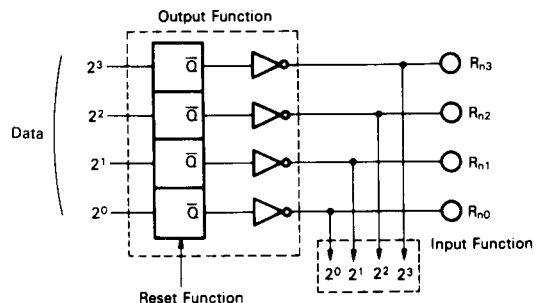 Output Function
2³ Q̅ Rn3
2² Q̅ Rn2
Data
2¹ Q̅ Rn1
2⁰ Q̅ Rn0
Input Function
2⁰ 2¹ 2² 2³
Reset Function